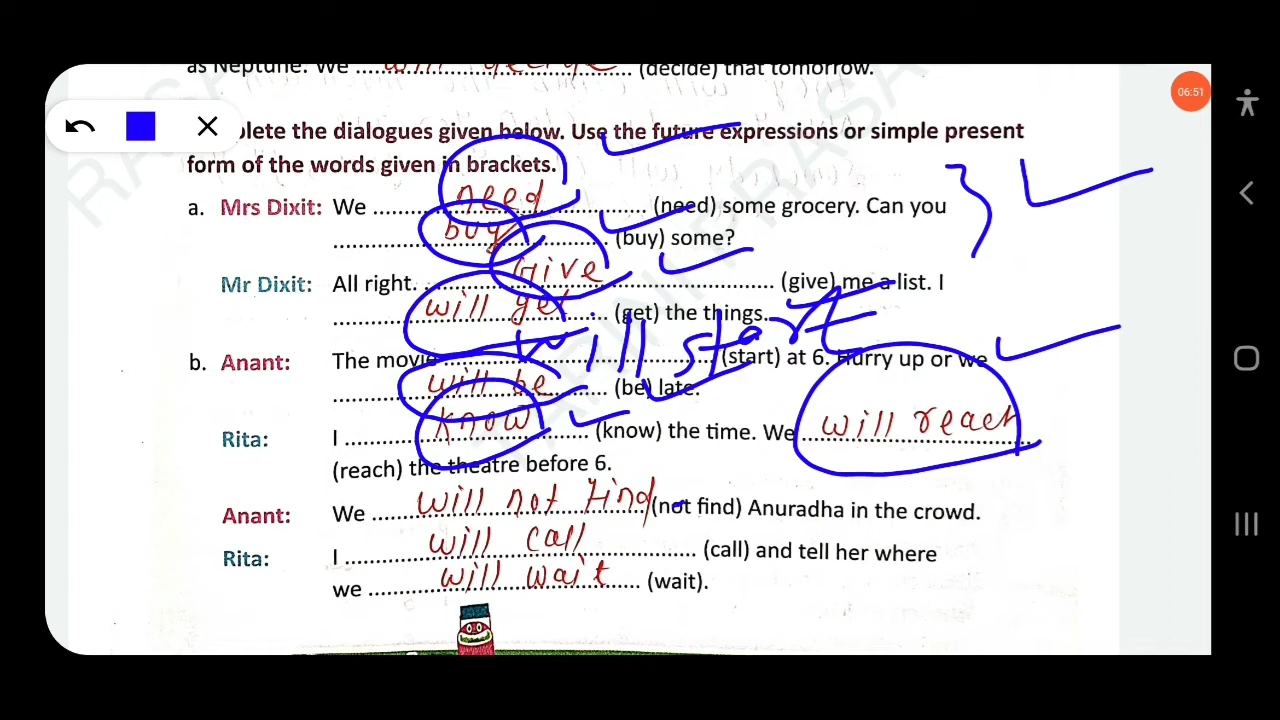 as Neptune. We .......... will decide .......... (decide) that tomorrow.
06:51
lete the dialogues given below. Use the future expressions or simple present
form of the words given in brackets.
a. Mrs Dixit: We .......... need .......... (need) some grocery. Can you
.......... buy .......... (buy) some?
Mr Dixit: All right. .......... Give .......... (give) me a list. I
.......... will get .......... (get) the things.
b. Anant: The movie .......... will start .......... (start) at 6. Hurry up or we
.......... will be .......... (be) late.
Rita: I .......... know .......... (know) the time. We .......... will reach ..........
(reach) the theatre before 6.
Anant: We .......... will not find .......... (not find) Anuradha in the crowd.
Rita: I .......... will call .......... (call) and tell her where
we .......... will wait .......... (wait).